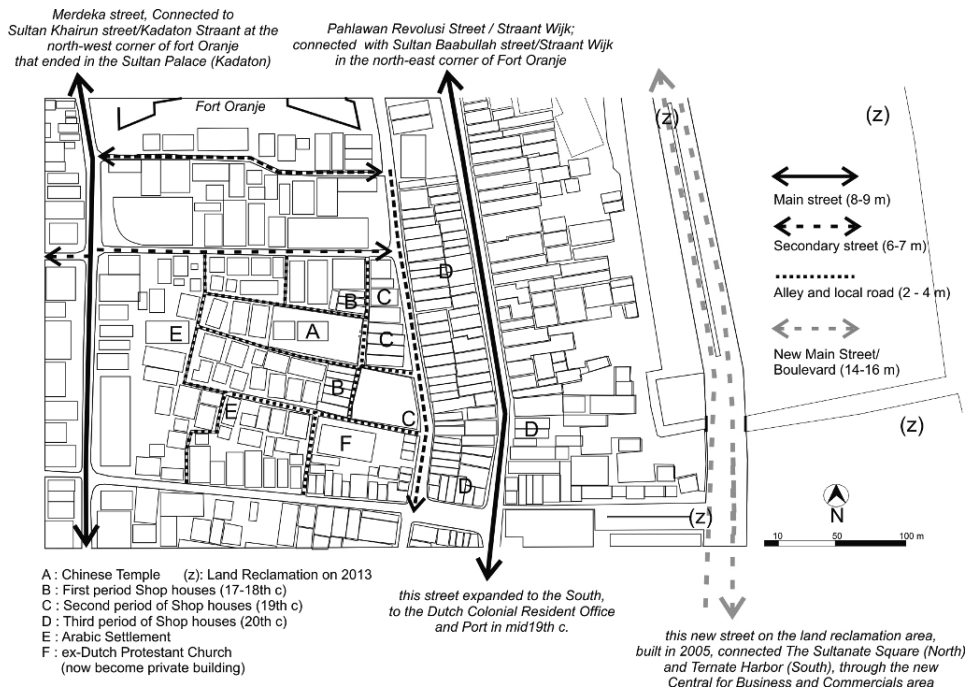 Merdeka street, Connected to
Sultan Khairun street/Kadaton Straant at the
north-west corner of fort Oranje
that ended in the Sultan Palace (Kadaton)
Pahlawan Revolusi Street / Straant Wijk;
connected with Sultan Baabullah street/Straant Wijk
in the north-east corner of Fort Oranje
Fort Oranje
(z)
(z)
Main street (8-9 m)
Secondary street (6-7 m)
Alley and local road (2 - 4 m)
New Main Street/
Boulevard (14-16 m)
D
B
C
E
A
C
B
E
C
F
D
D
(z)
(z)
N
10
50
100 m
A : Chinese Temple (z): Land Reclamation on 2013
B : First period Shop houses (17-18th c)
C : Second period of Shop houses (19th c)
D : Third period of Shop houses (20th c)
E : Arabic Settlement
F : ex-Dutch Protestant Church
(now become private building)
this street expanded to the South,
to the Dutch Colonial Resident Office
and Port in mid19th c.
this new street on the land reclamation area,
built in 2005, connected The Sultanate Square (North)
and Ternate Harbor (South), through the new
Central for Business and Commercials area